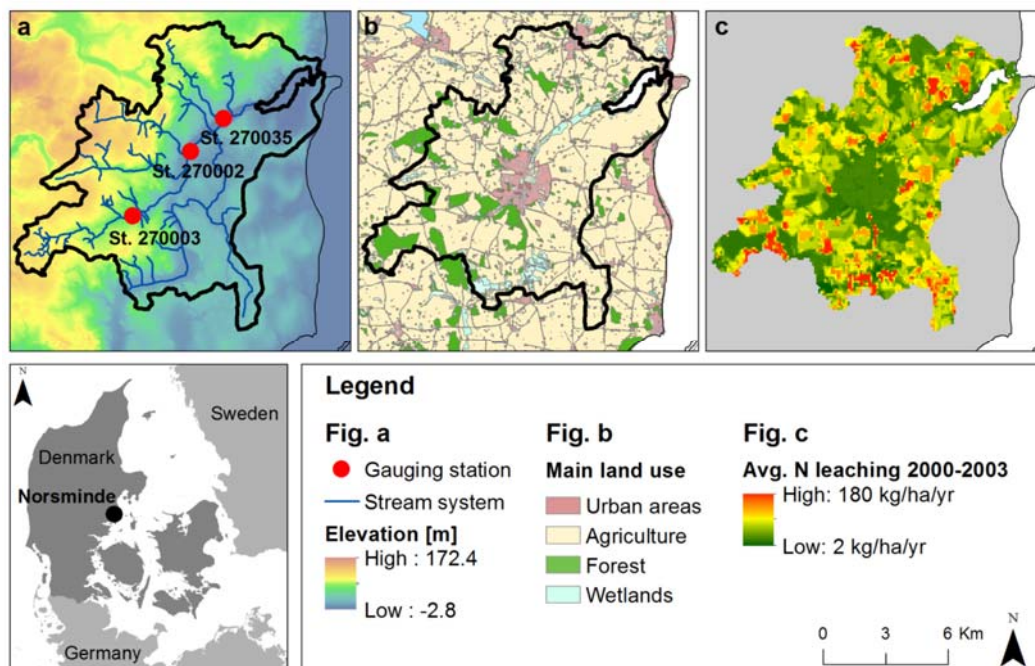 a
St. 270035
St. 270002
St. 270003
b
c
N
Sweden
Denmark
Norsminde
Germany
Legend
Fig. a
Gauging station
Stream system
Elevation [m]
High : 172.4
Low : -2.8
Fig. b
Main land use
Urban areas
Agriculture
Forest
Wetlands
Fig. c
Avg. N leaching 2000-2003
High: 180 kg/ha/yr
Low: 2 kg/ha/yr
0 3 6 Km
N